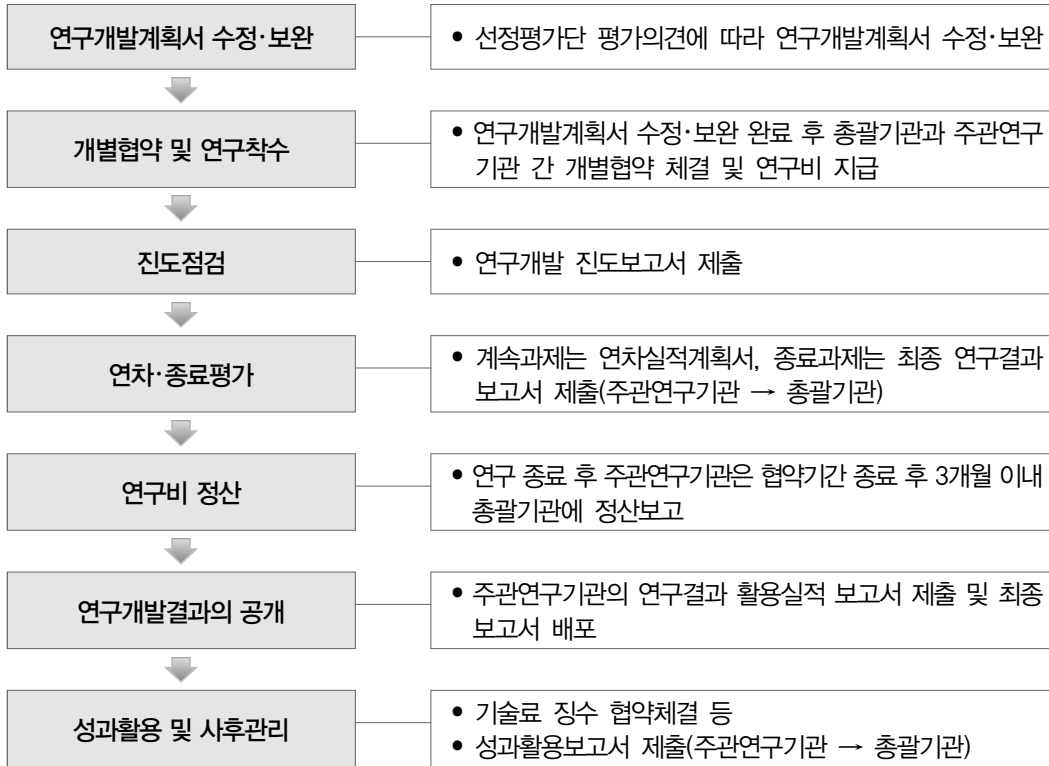 연구개발계획서 수정·보완
• 선정평가단 평가의견에 따라 연구개발계획서 수정·보완
개별협약 및 연구착수
• 연구개발계획서 수정·보완 완료 후 총괄기관과 주관연구
기관 간 개별협약 체결 및 연구비 지급
진도점검
• 연구개발 진도보고서 제출
연차·종료평가
• 계속과제는 연차실적계획서, 종료과제는 최종 연구결과
보고서 제출(주관연구기관 → 총괄기관)
연구비 정산
• 연구 종료 후 주관연구기관은 협약기간 종료 후 3개월 이내
총괄기관에 정산보고
연구개발결과의 공개
• 주관연구기관의 연구결과 활용실적 보고서 제출 및 최종
보고서 배포
성과활용 및 사후관리
• 기술료 징수 협약체결 등
• 성과활용보고서 제출(주관연구기관 → 총괄기관)